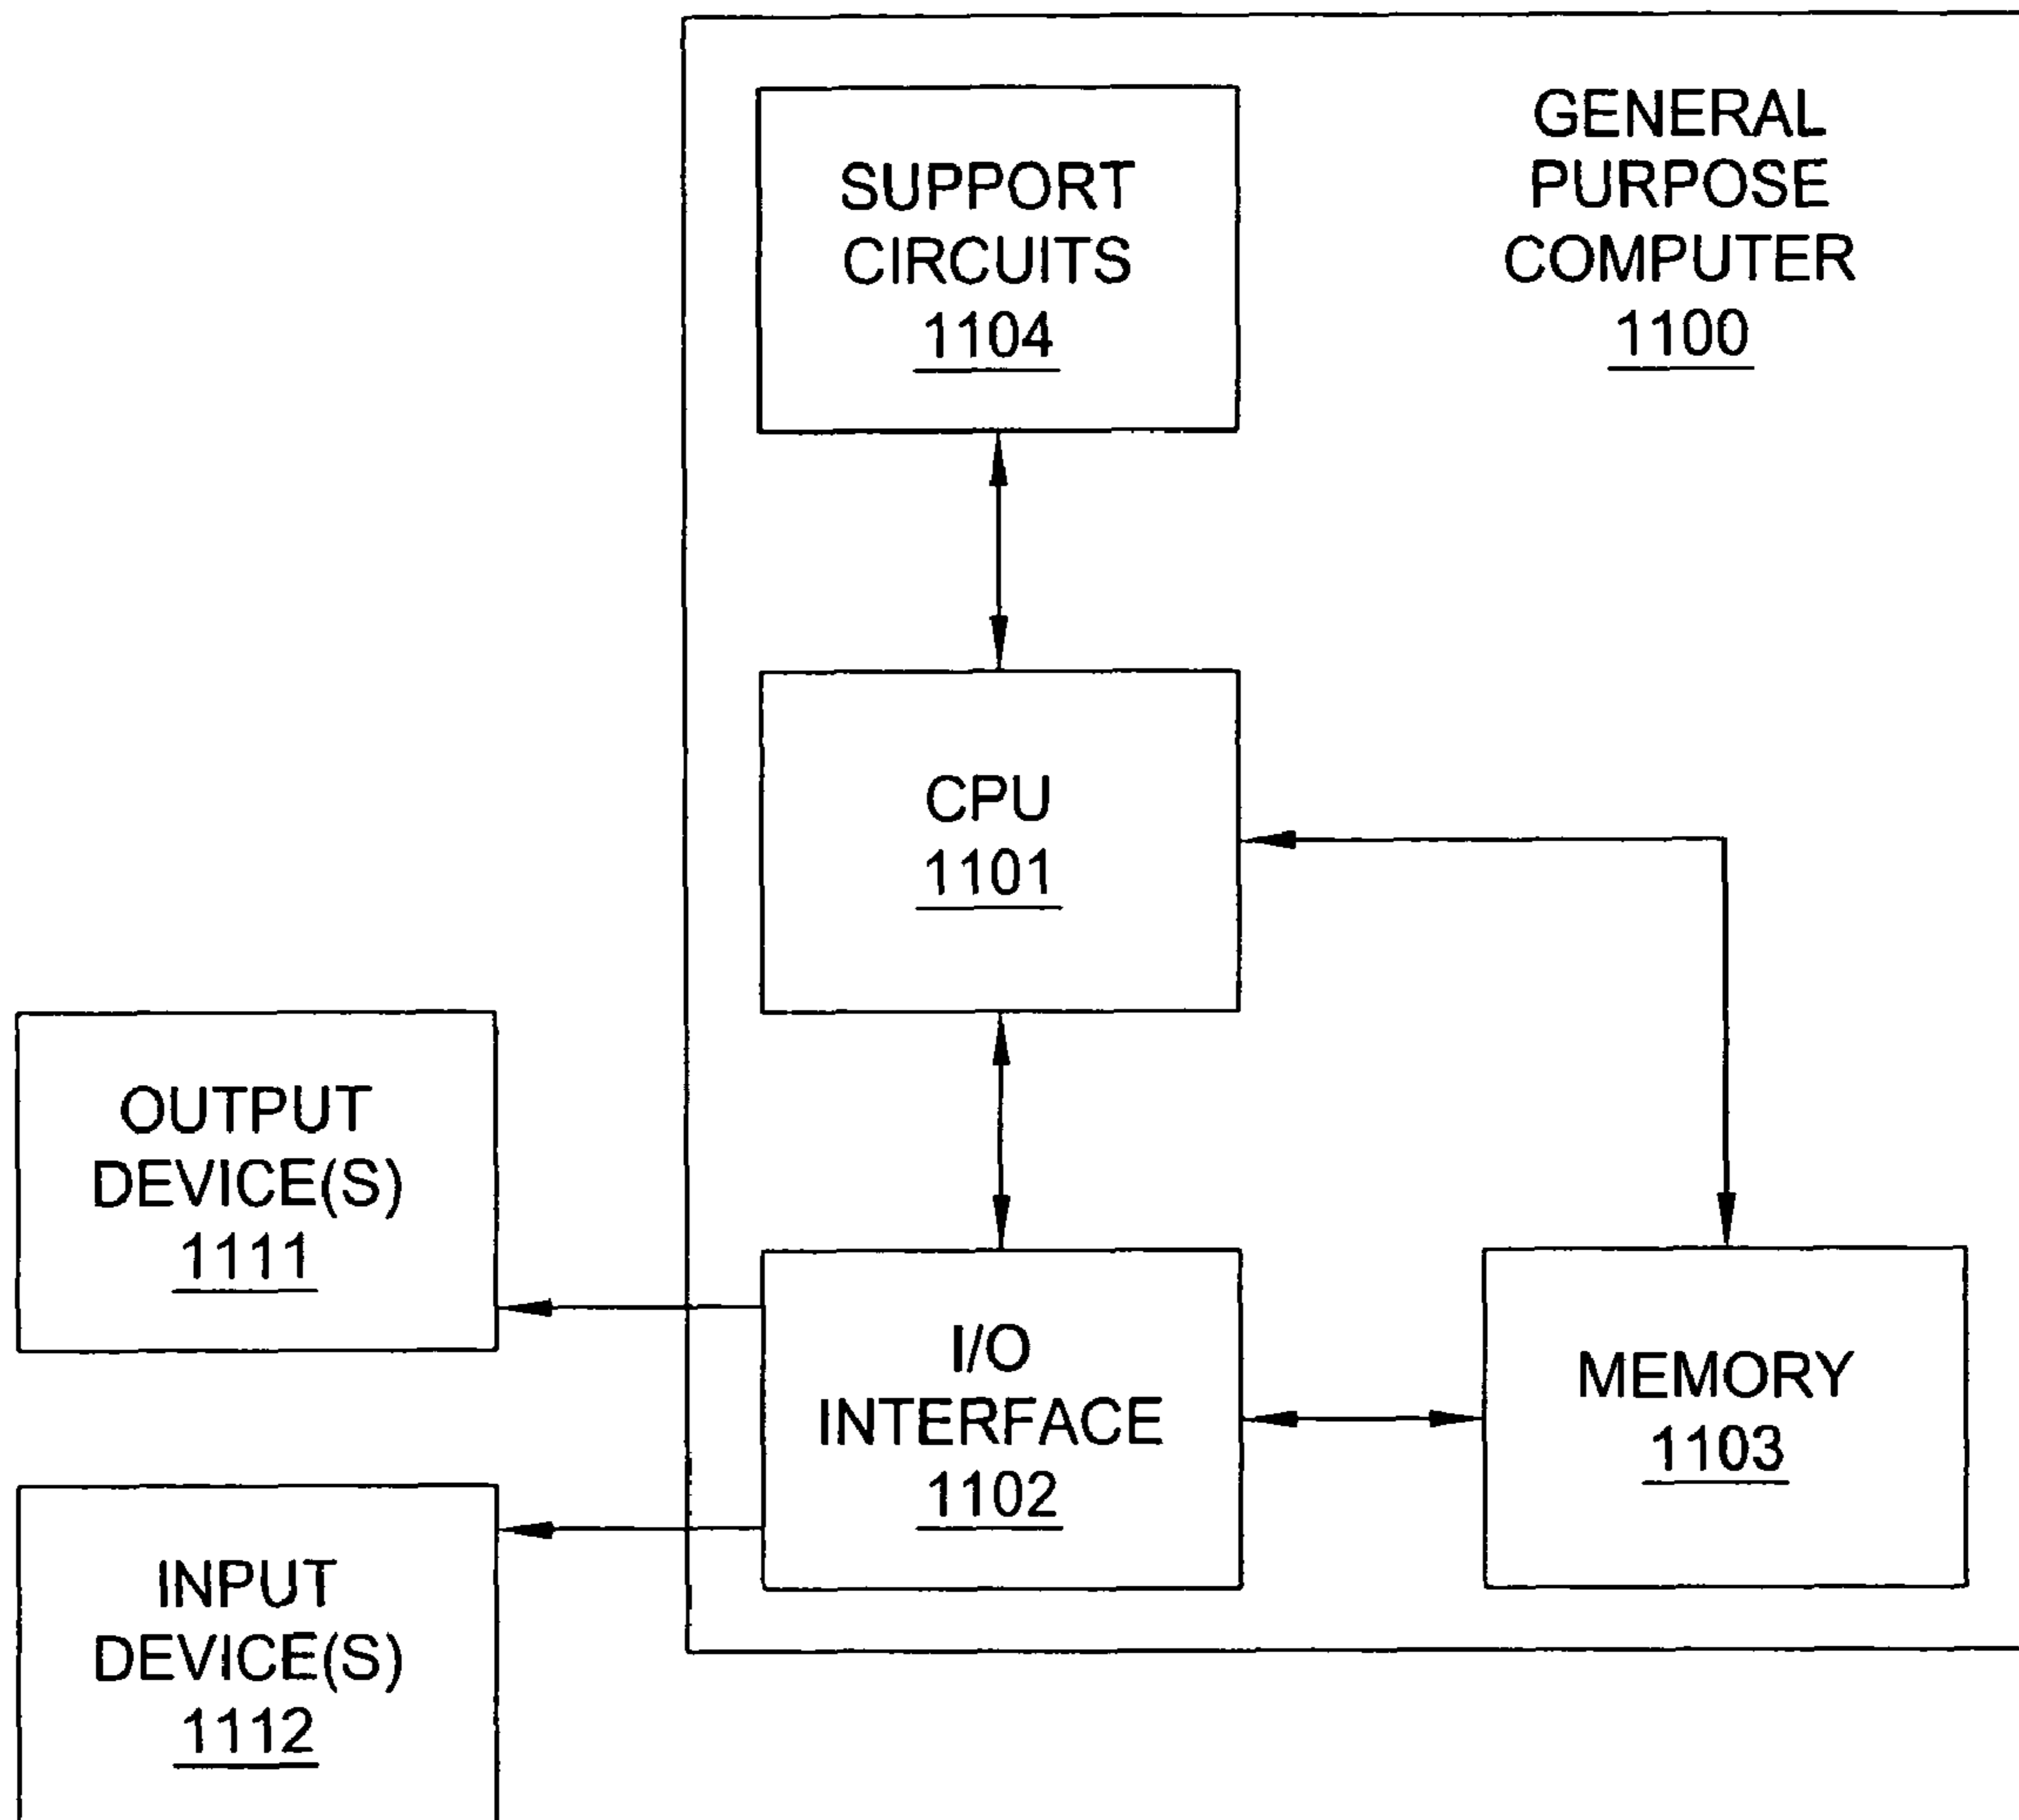 GENERAL
PURPOSE
COMPUTER
1100
SUPPORT
CIRCUITS
1104
CPU
1101
OUTPUT
DEVICE(S)
1111
I/O
INTERFACE
1102
MEMORY
1103
INPUT
DEVICE(S)
1112